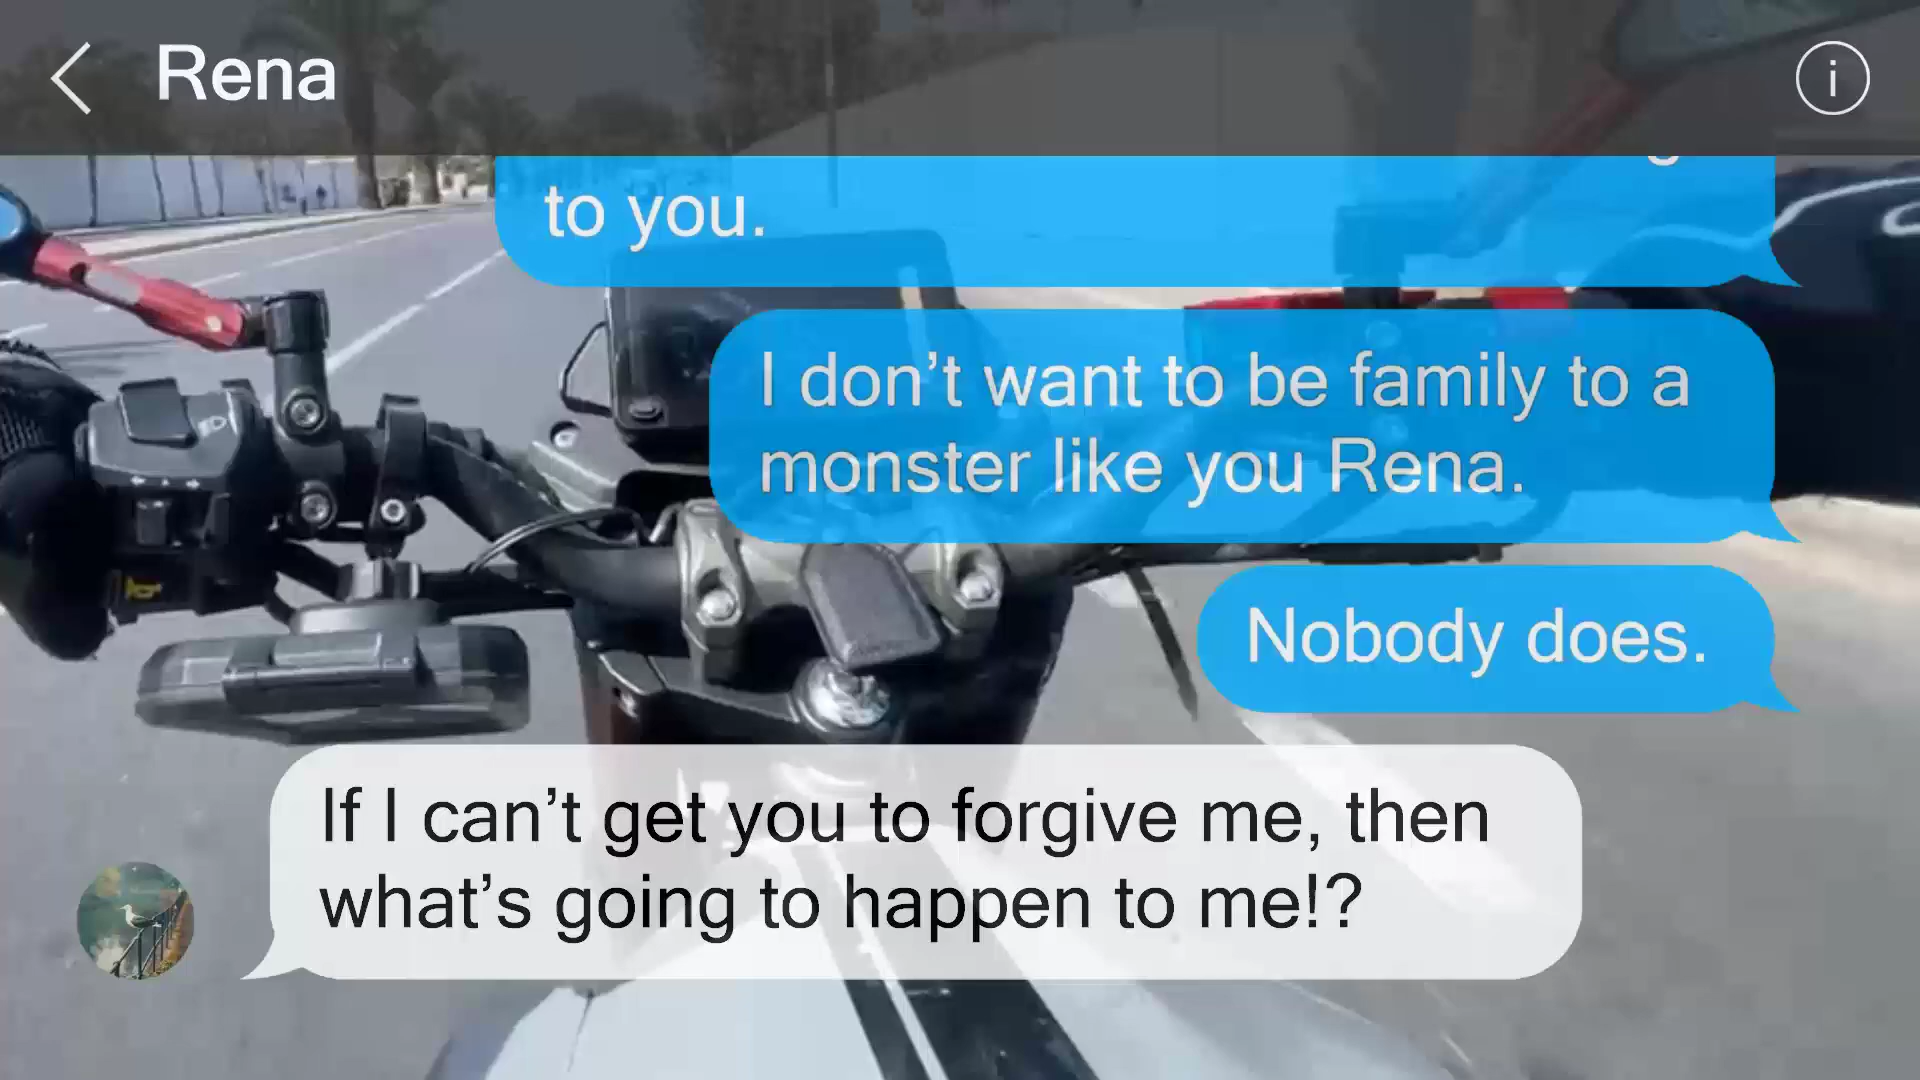 Rena
to you.
I don't want to be family to a
monster like you Rena.
Nobody does.
If I can't get you to forgive me, then
what's going to happen to me!?